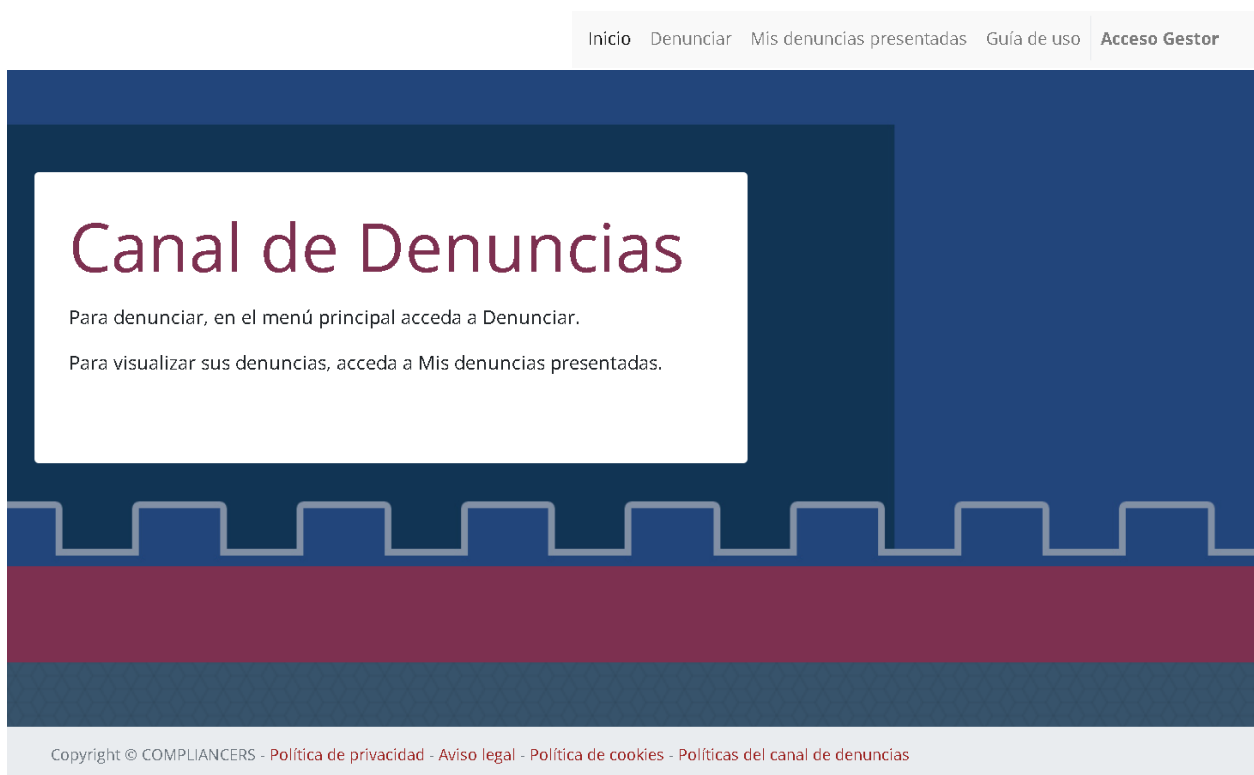 Inicio Denunciar Mis denuncias presentadas Guía de uso Acceso Gestor
Canal de Denuncias
Para denunciar, en el menú principal acceda a Denunciar.
Para visualizar sus denuncias, acceda a Mis denuncias presentadas.
Copyright © COMPLIANCERS - Política de privacidad - Aviso legal - Política de cookies - Políticas del canal de denuncias